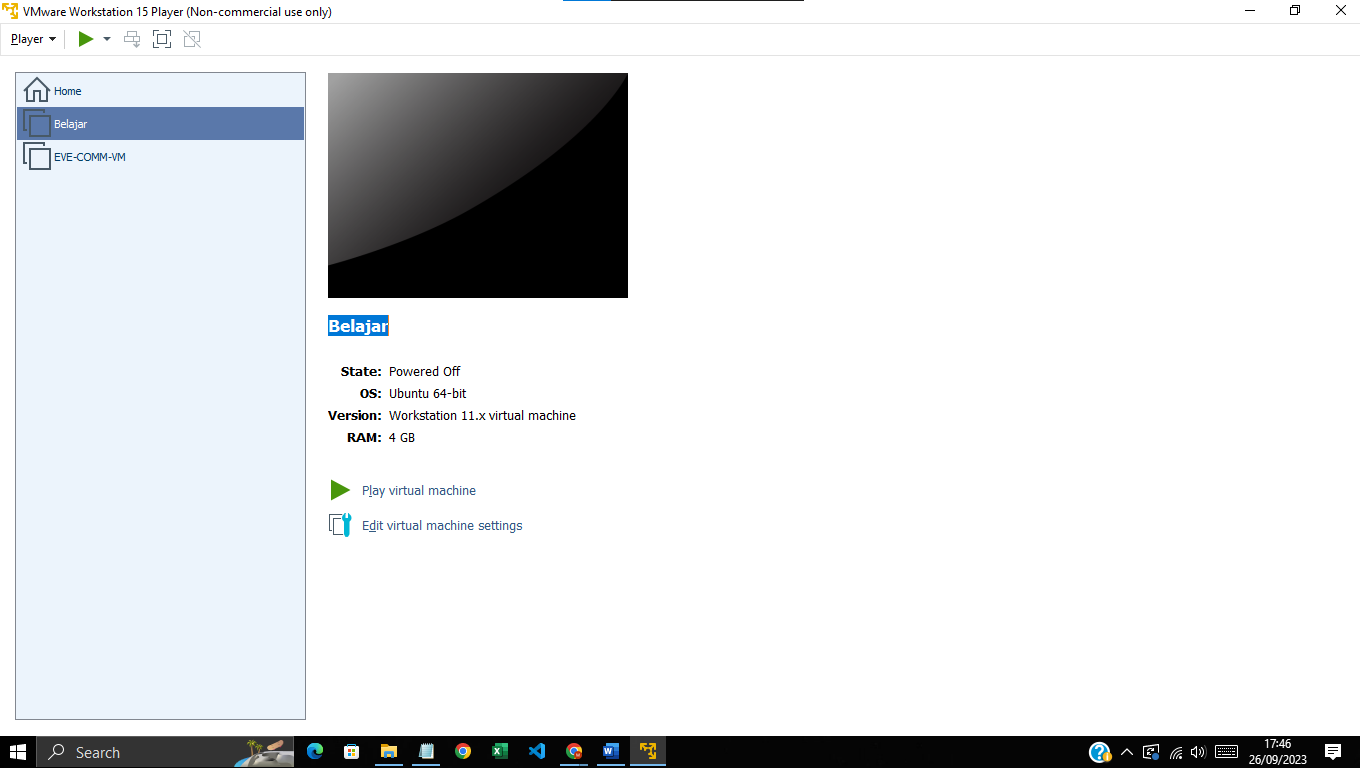 VMware Workstation 15 Player (Non-commercial use only)
Player
Home
Belajar
EVE-COMM-VM
Belajar
State: Powered Off
OS: Ubuntu 64-bit
Version: Workstation 11.x virtual machine
RAM: 4 GB
Play virtual machine
Edit virtual machine settings
Search
17:46
26/09/2023